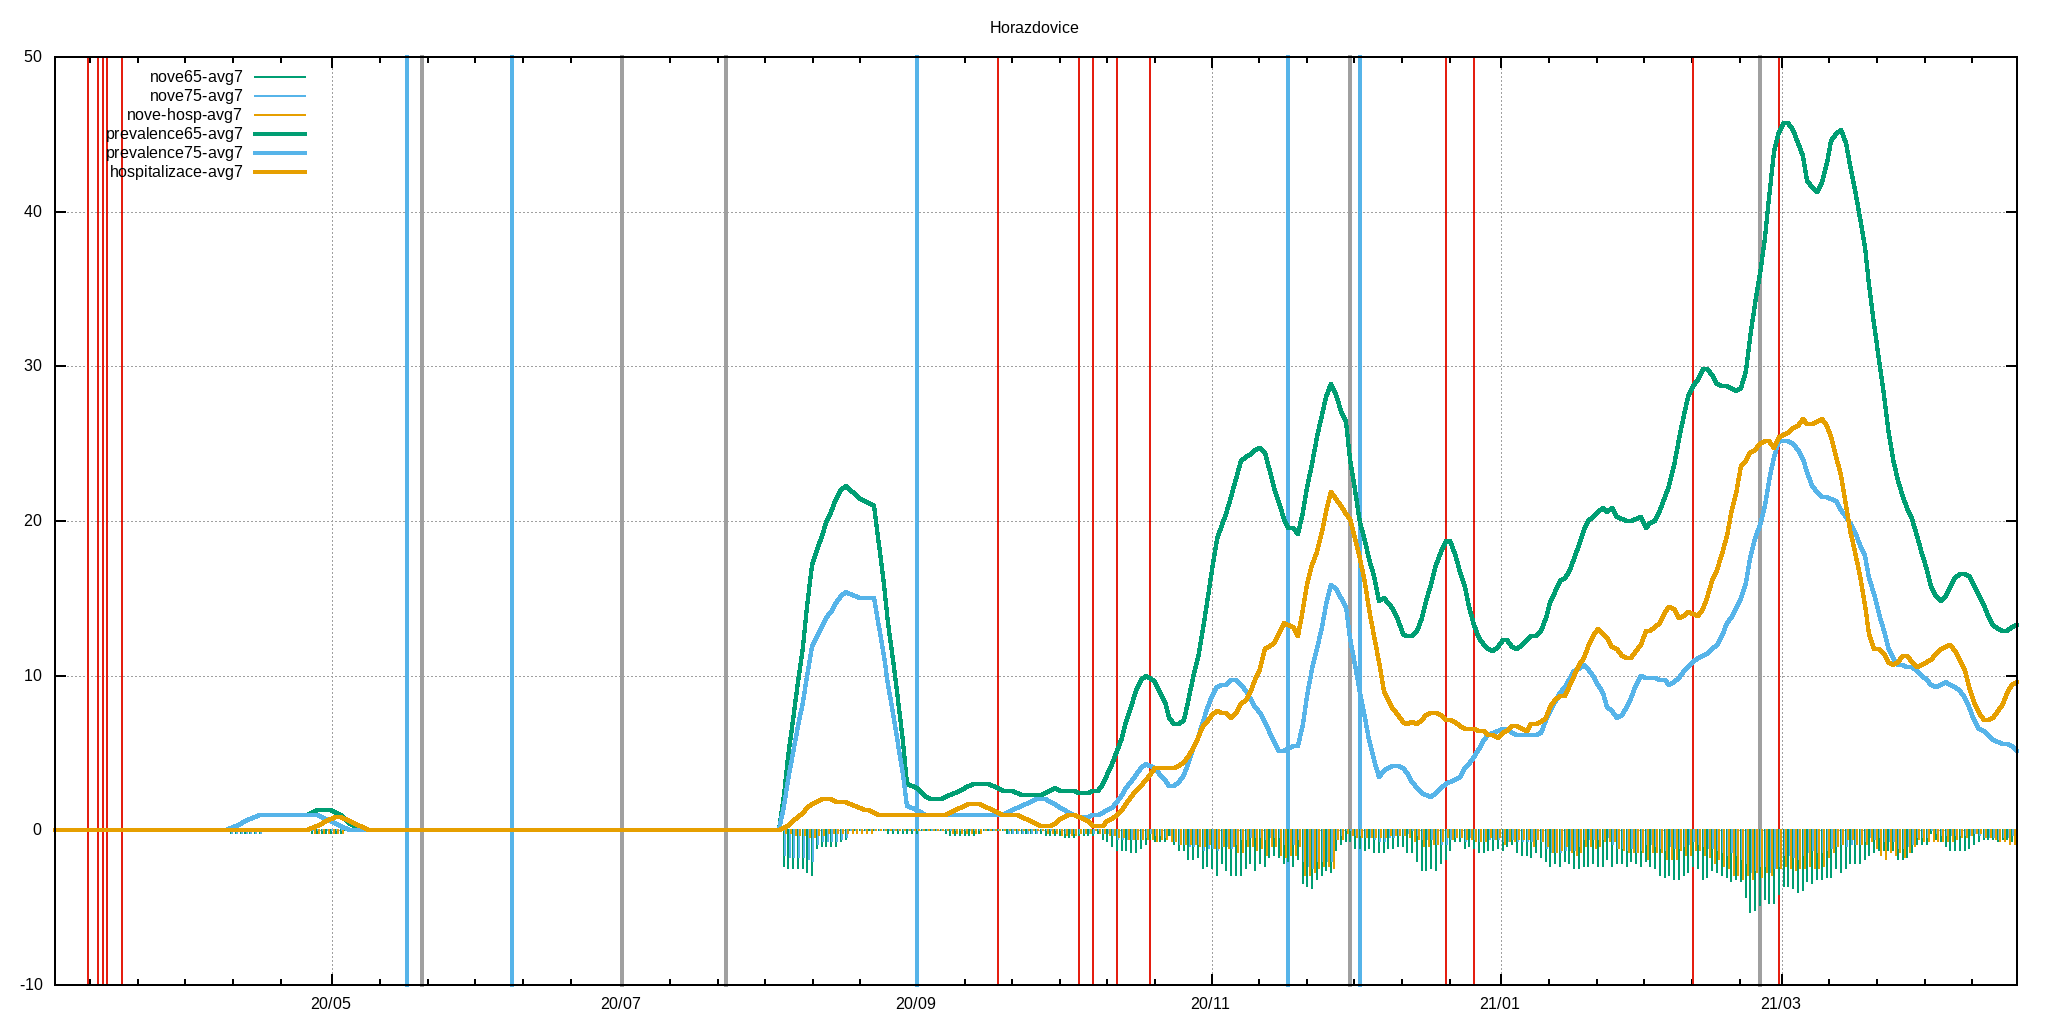 Horazdovice
50
nove65-avg7
nove75-avg7
nove-hosp-avg7
prevalence65-avg7
prevalence75-avg7
hospitalizace-avg7
40
30
20
10
0
-10
20/05 20/07 20/09 20/11 21/01 21/03